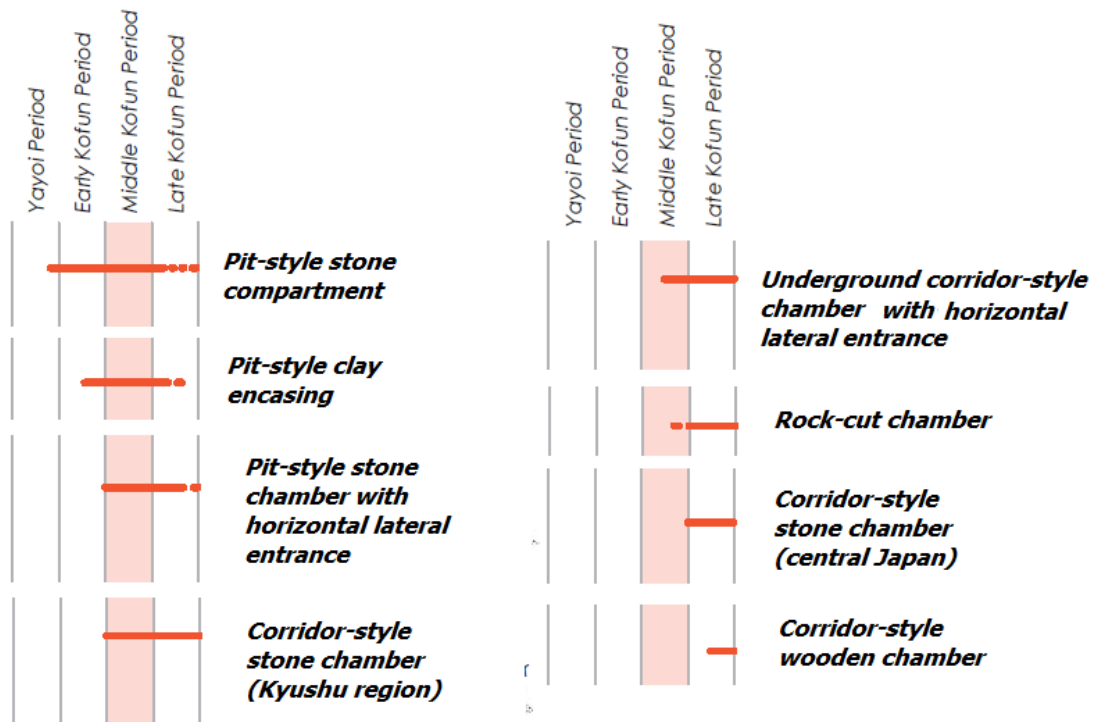 Yayoi Period
Early Kofun Period
Middle Kofun Period
Late Kofun Period
Pit-style stone
compartment
Pit-style clay
encasing
Pit-style stone
chamber with
horizontal lateral
entrance
Corridor-style
stone chamber
(Kyushu region)
Yayoi Period
Early Kofun Period
Middle Kofun Period
Late Kofun Period
Underground corridor-style
chamber with horizontal
lateral entrance
Rock-cut chamber
Corridor-style
stone chamber
(central Japan)
Corridor-style
wooden chamber